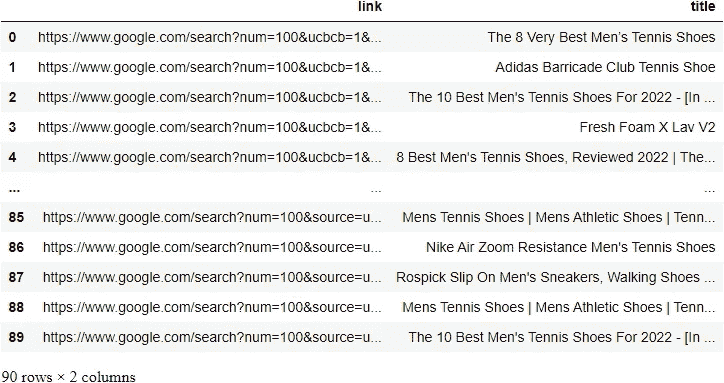 link title
0 https://www.google.com/search?num=100&ucbcb=1&... The 8 Very Best Men’s Tennis Shoes
1 https://www.google.com/search?num=100&ucbcb=1&... Adidas Barricade Club Tennis Shoe
2 https://www.google.com/search?num=100&ucbcb=1&... The 10 Best Men's Tennis Shoes For 2022 - [In ...
3 https://www.google.com/search?num=100&ucbcb=1&... Fresh Foam X Lav V2
4 https://www.google.com/search?num=100&ucbcb=1&... 8 Best Men's Tennis Shoes, Reviewed 2022 | The...
... ... ...
85 https://www.google.com/search?num=100&source=u... Mens Tennis Shoes | Mens Athletic Shoes | Tenn...
86 https://www.google.com/search?num=100&source=u... Nike Air Zoom Resistance Men's Tennis Shoes
87 https://www.google.com/search?num=100&source=u... Rospick Slip On Men's Sneakers, Walking Shoes ...
88 https://www.google.com/search?num=100&source=u... Mens Tennis Shoes | Mens Athletic Shoes | Tenn...
89 https://www.google.com/search?num=100&source=u... The 10 Best Men's Tennis Shoes For 2022 - [In ...
90 rows × 2 columns